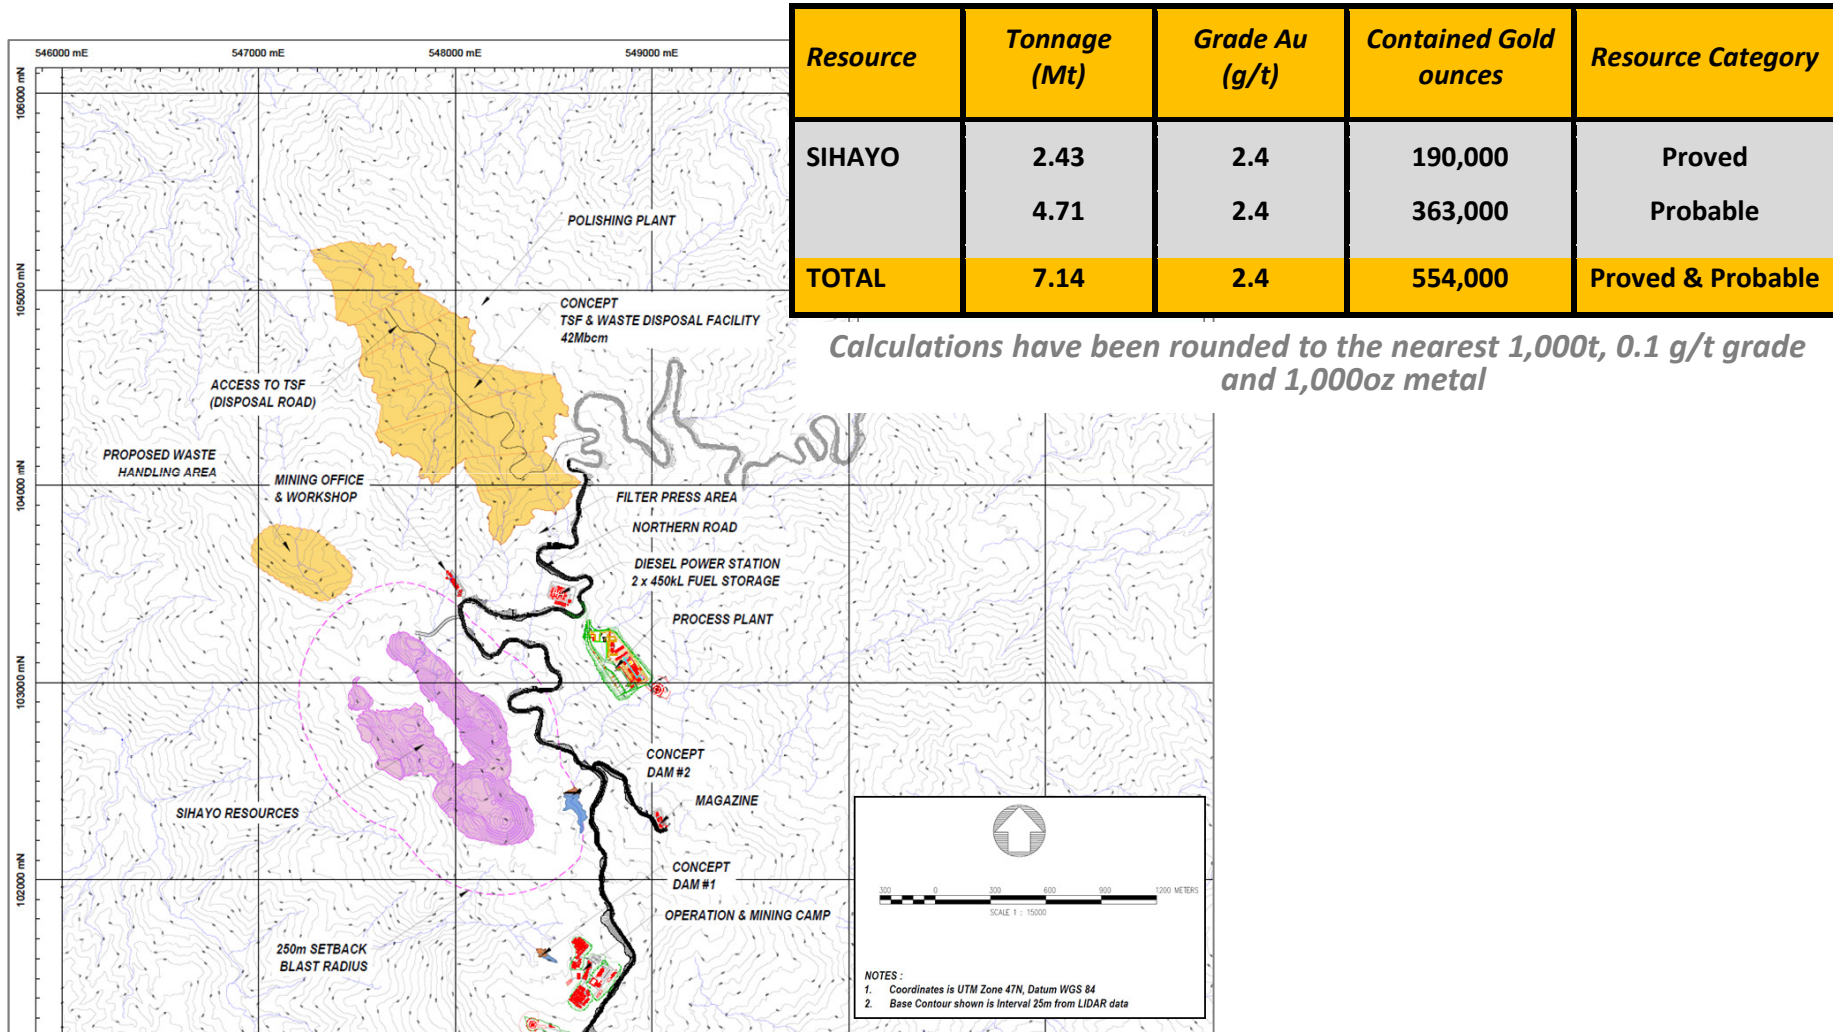 546000 mE
547000 mE
548000 mE
549000 mE
106000 mN
105000 mN
104000 mN
103000 mN
102000 mN
Resource Tonnage (Mt) Grade Au (g/t) Contained Gold ounces Resource Category
SIHAYO 2.43 2.4 190,000 Proved
4.71 2.4 363,000 Probable
TOTAL 7.14 2.4 554,000 Proved & Probable
Calculations have been rounded to the nearest 1,000t, 0.1 g/t grade
and 1,000oz metal
POLISHING PLANT
CONCEPT
TSF & WASTE DISPOSAL FACILITY
42Mbcm
ACCESS TO TSF
(DISPOSAL ROAD)
PROPOSED WASTE
HANDLING AREA
MINING OFFICE
& WORKSHOP
FILTER PRESS AREA
NORTHERN ROAD
DIESEL POWER STATION
2 x 450kL FUEL STORAGE
PROCESS PLANT
CONCEPT
DAM #2
MAGAZINE
SIHAYO RESOURCES
CONCEPT
DAM #1
OPERATION & MINING CAMP
250m SETBACK
BLAST RADIUS
300 0 300 600 900 1200 METERS
SCALE 1 : 15000
NOTES :
1. Coordinates is UTM Zone 47N, Datum WGS 84
2. Base Contour shown is Interval 25m from LIDAR data